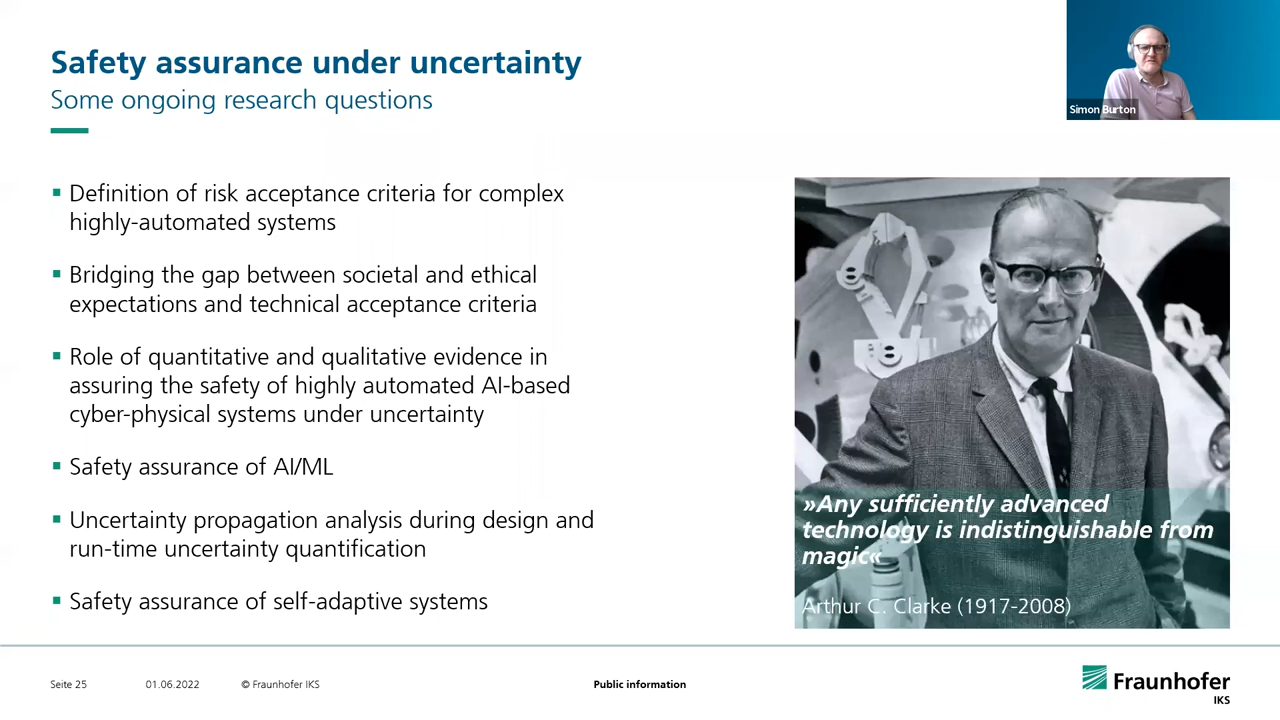 Safety assurance under uncertainty
Some ongoing research questions
Simon Burton
▪ Definition of risk acceptance criteria for complex
highly-automated systems
▪ Bridging the gap between societal and ethical
expectations and technical acceptance criteria
▪ Role of quantitative and qualitative evidence in
assuring the safety of highly automated AI-based
cyber-physical systems under uncertainty
▪ Safety assurance of AI/ML
▪ Uncertainty propagation analysis during design and
run-time uncertainty quantification
▪ Safety assurance of self-adaptive systems
»Any sufficiently advanced
technology is indistinguishable from
magic«
Arthur C. Clarke (1917-2008)
Seite 25 01.06.2022 © Fraunhofer IKS Public information
Fraunhofer
IKS